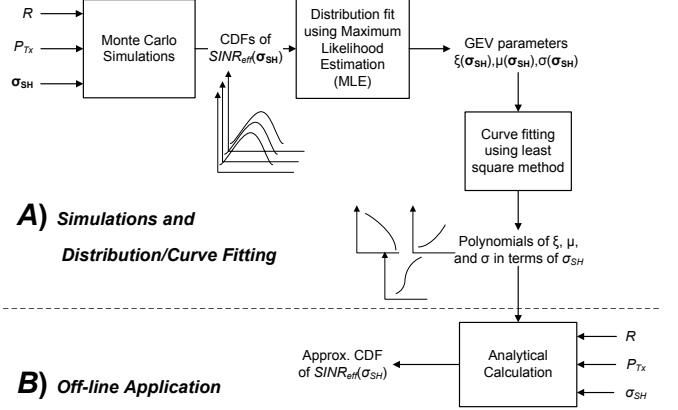 R
P_Tx
σ_SH
Monte Carlo
Simulations
CDFs of
SINR_eff(σ_SH)
Distribution fit
using Maximum
Likelihood
Estimation
(MLE)
GEV parameters
ξ(σ_SH),μ(σ_SH),σ(σ_SH)
Curve fitting
using least
square method
A) Simulations and
Distribution/Curve Fitting
Polynomials of ξ, μ,
and σ in terms of σ_SH
B) Off-line Application
Approx. CDF
of SINR_eff(σ_SH)
Analytical
Calculation
R
P_Tx
σ_SH